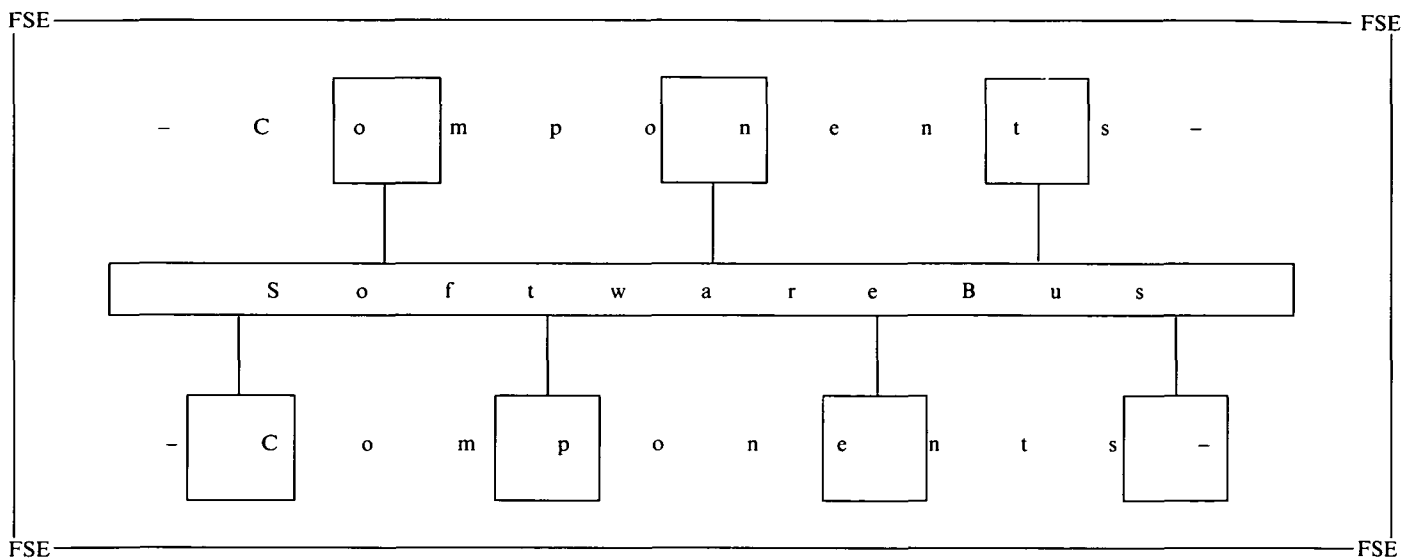 FSE FSE
– C o m p o n e n t s –
S o f t w a r e B u s
– C o m p o n e n t s –
FSE FSE